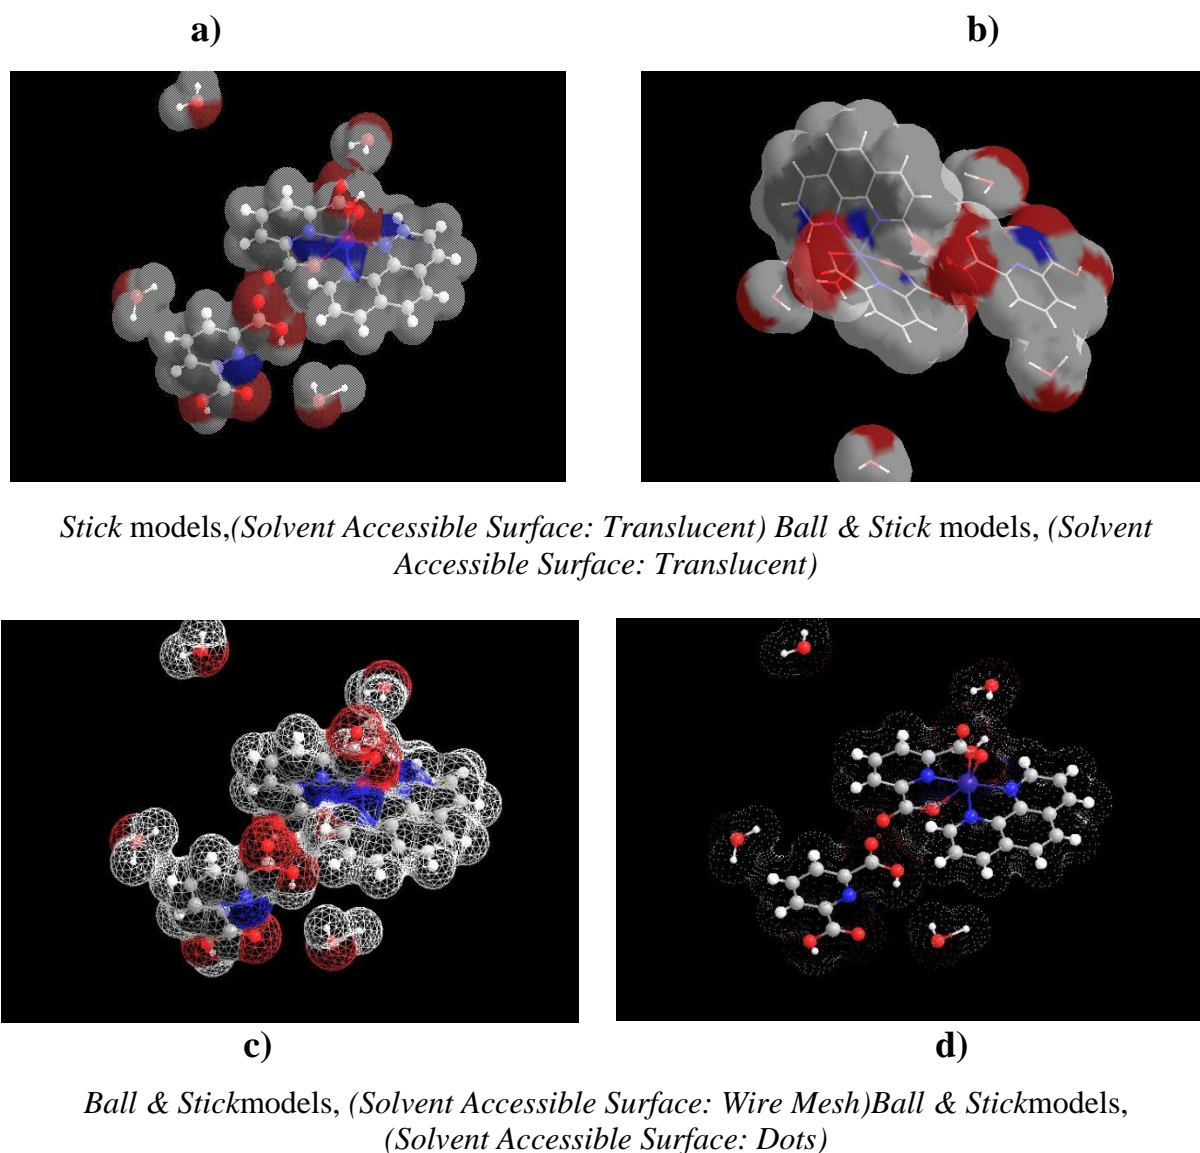 a)
b)
Stick models,(Solvent Accessible Surface: Translucent) Ball & Stick models, (Solvent
Accessible Surface: Translucent)
c)
d)
Ball & Stickmodels, (Solvent Accessible Surface: Wire Mesh)Ball & Stickmodels,
(Solvent Accessible Surface: Dots)